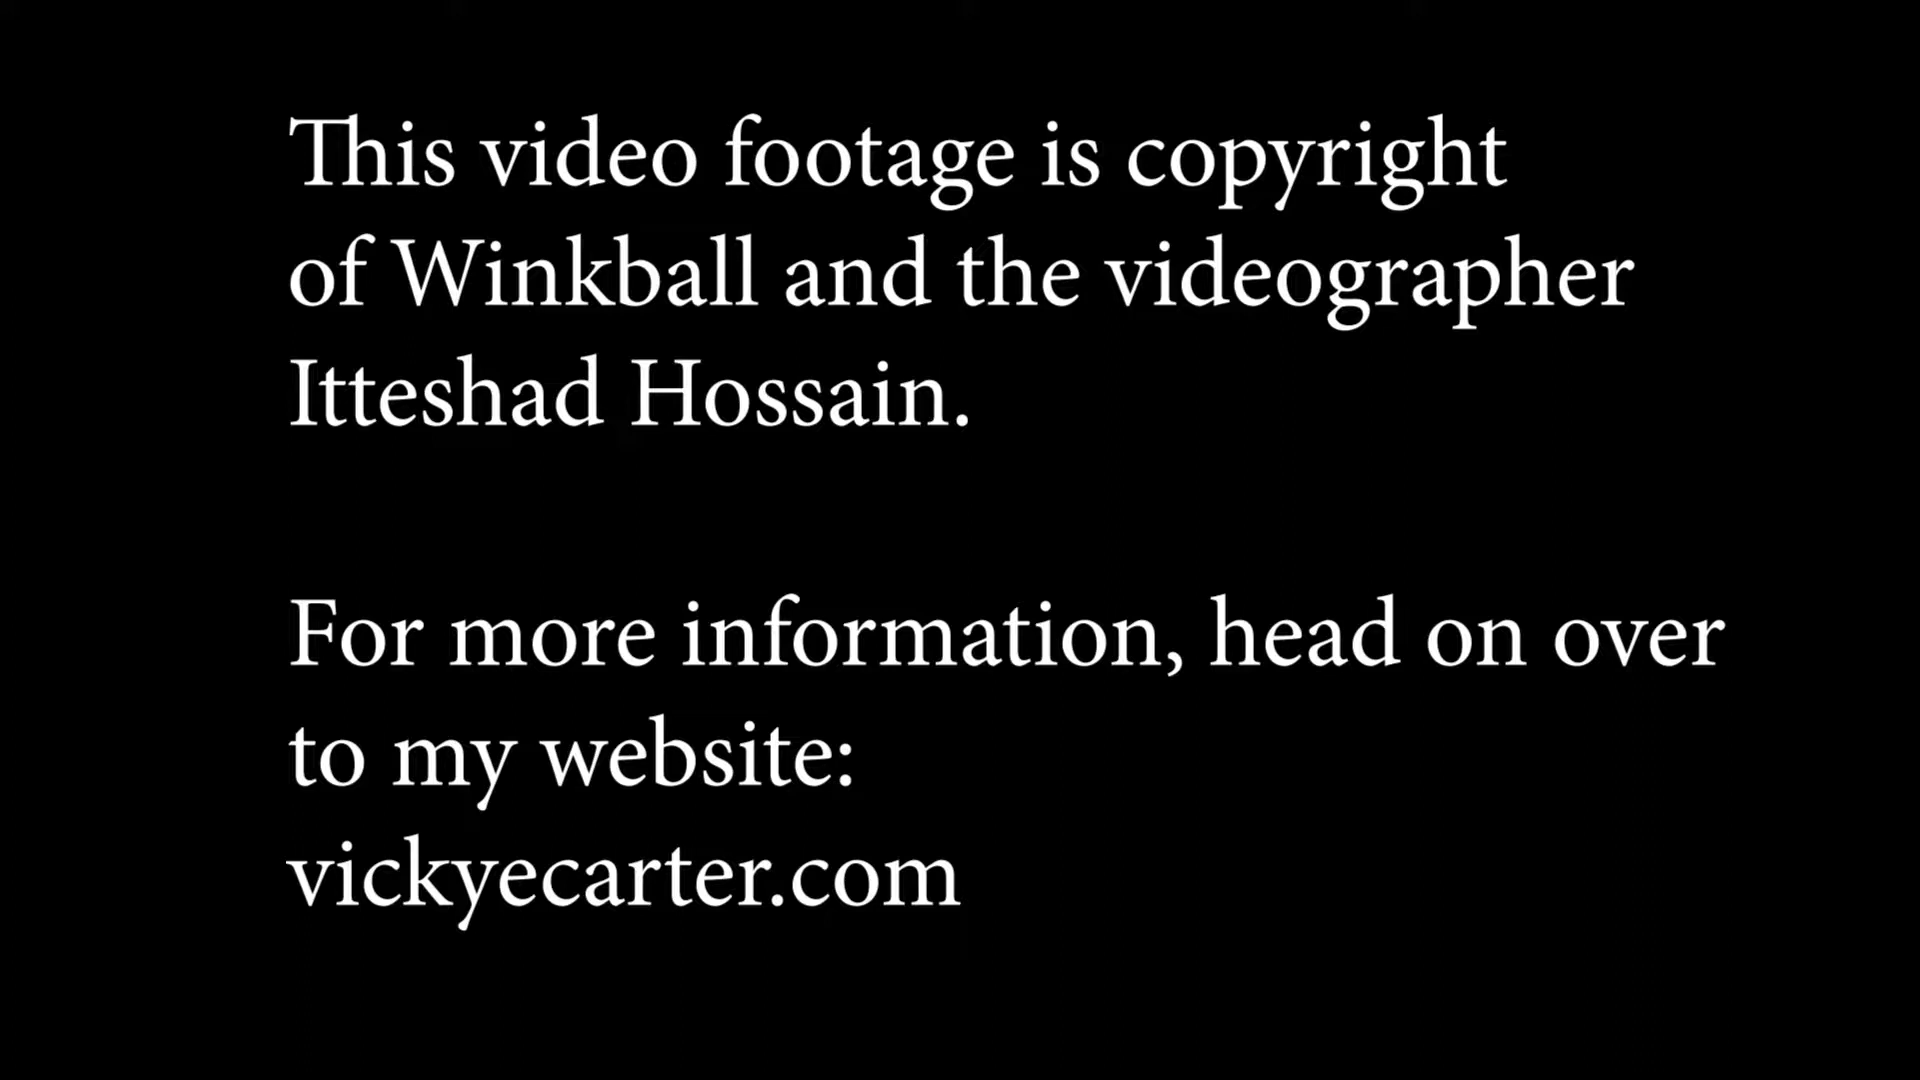 This video footage is copyright
of Winkball and the videographer
Itteshad Hossain.
For more information, head on over
to my website:
vickyecarter.com